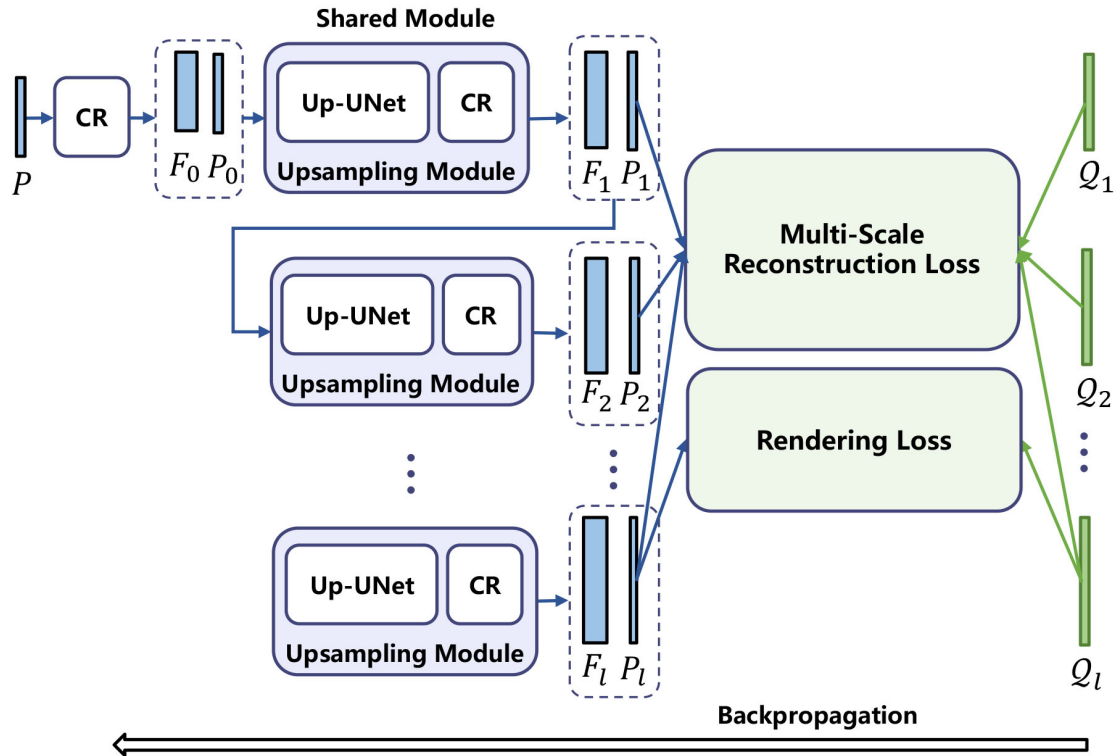 Shared Module
P
CR
F₀ P₀
Up-UNet
CR
Upsampling Module
F₁ P₁
Multi-Scale
Reconstruction Loss
Q₁
Up-UNet
CR
Upsampling Module
F₂ P₂
Rendering Loss
Q₂
Up-UNet
CR
Upsampling Module
Fₗ Pₗ
Qₗ
Backpropagation